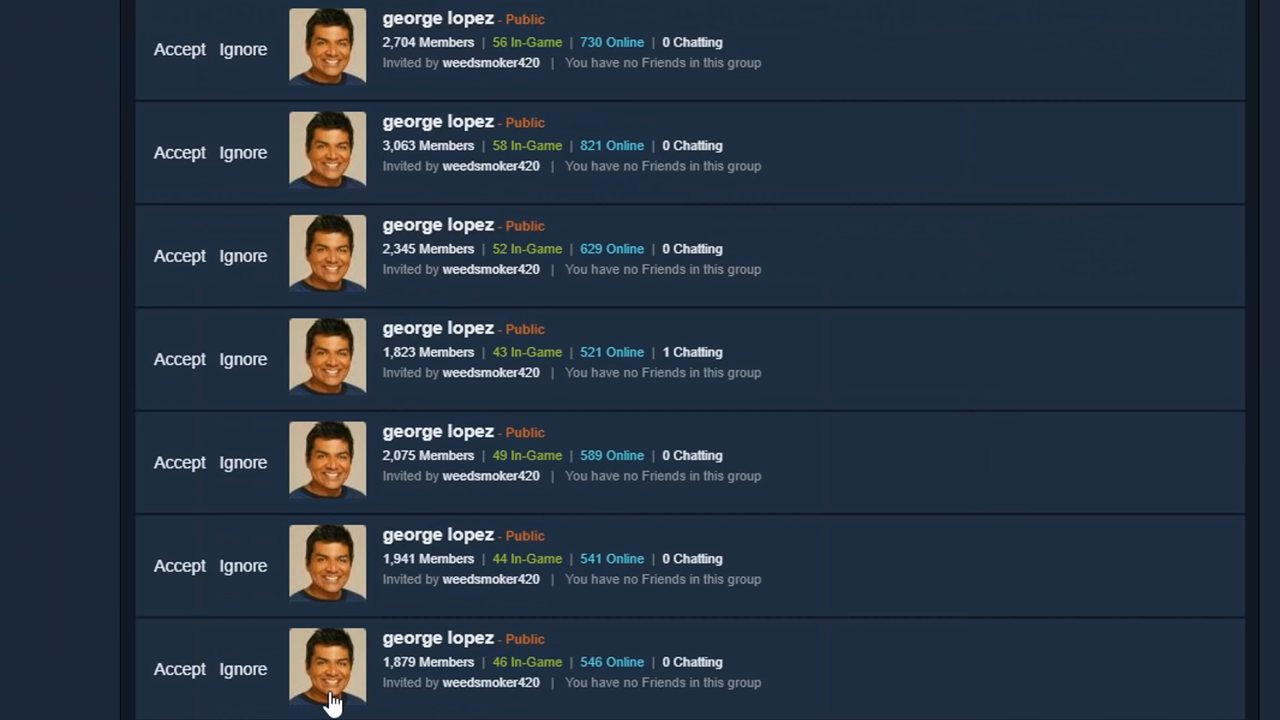 george lopez - Public
Accept Ignore
2,704 Members | 56 In-Game | 730 Online | 0 Chatting
Invited by weedsmoker420 | You have no Friends in this group
george lopez - Public
Accept Ignore
3,063 Members | 58 In-Game | 821 Online | 0 Chatting
Invited by weedsmoker420 | You have no Friends in this group
george lopez - Public
Accept Ignore
2,345 Members | 52 In-Game | 629 Online | 0 Chatting
Invited by weedsmoker420 | You have no Friends in this group
george lopez - Public
Accept Ignore
1,823 Members | 43 In-Game | 521 Online | 1 Chatting
Invited by weedsmoker420 | You have no Friends in this group
george lopez - Public
Accept Ignore
2,075 Members | 49 In-Game | 589 Online | 0 Chatting
Invited by weedsmoker420 | You have no Friends in this group
george lopez - Public
Accept Ignore
1,941 Members | 44 In-Game | 541 Online | 0 Chatting
Invited by weedsmoker420 | You have no Friends in this group
george lopez - Public
Accept Ignore
1,879 Members | 46 In-Game | 546 Online | 0 Chatting
Invited by weedsmoker420 | You have no Friends in this group